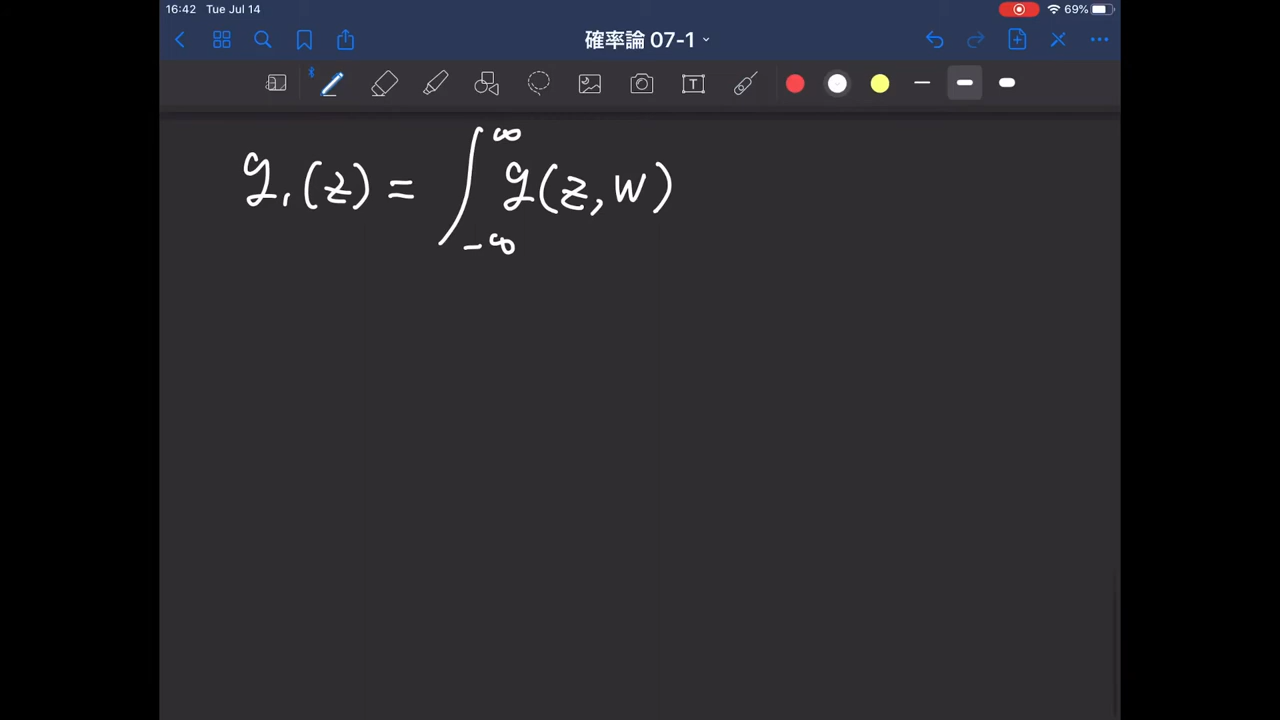 16:42 Tue Jul 14 69%
確率論 07-1
T
g₁(z) = ∫_{-∞}^{∞} g(z,w)